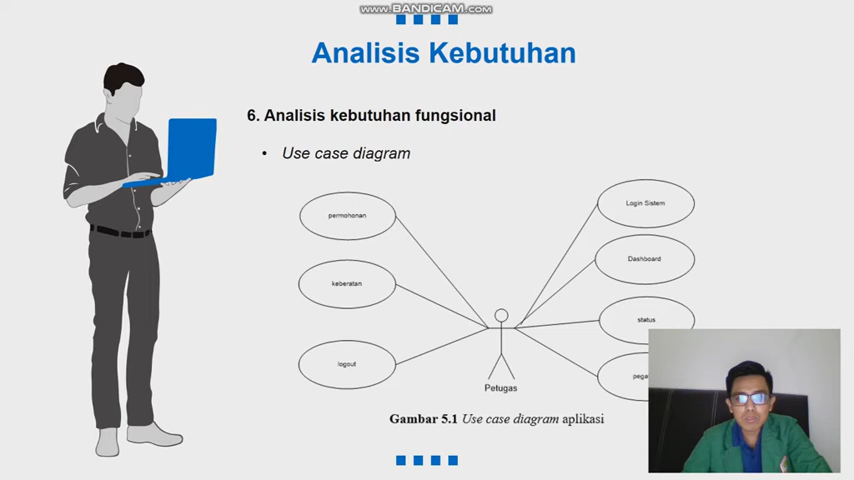 WWW.BANDICAM.COM
Analisis Kebutuhan
6. Analisis kebutuhan fungsional
• Use case diagram
permohonan
Login Sistem
Dashboard
keberatan
status
logout
Petugas
Gambar 5.1 Use case diagram aplikasi